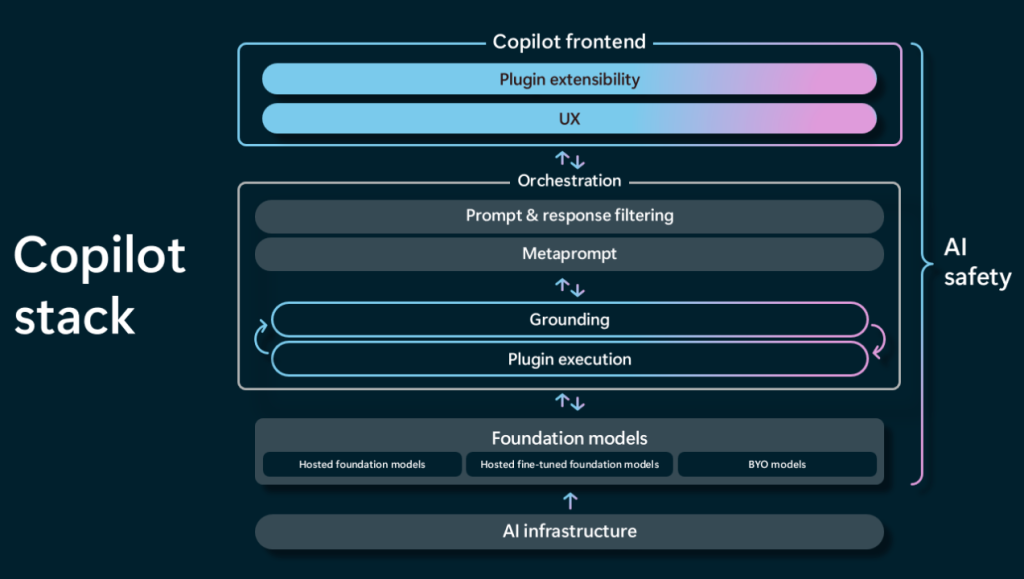 Copilot frontend
Plugin extensibility
UX
Orchestration
Prompt & response filtering
Metaprompt
Grounding
Plugin execution
Foundation models
Hosted foundation models
Hosted fine-tuned foundation models
BYO models
AI infrastructure
Copilot
stack
AI
safety